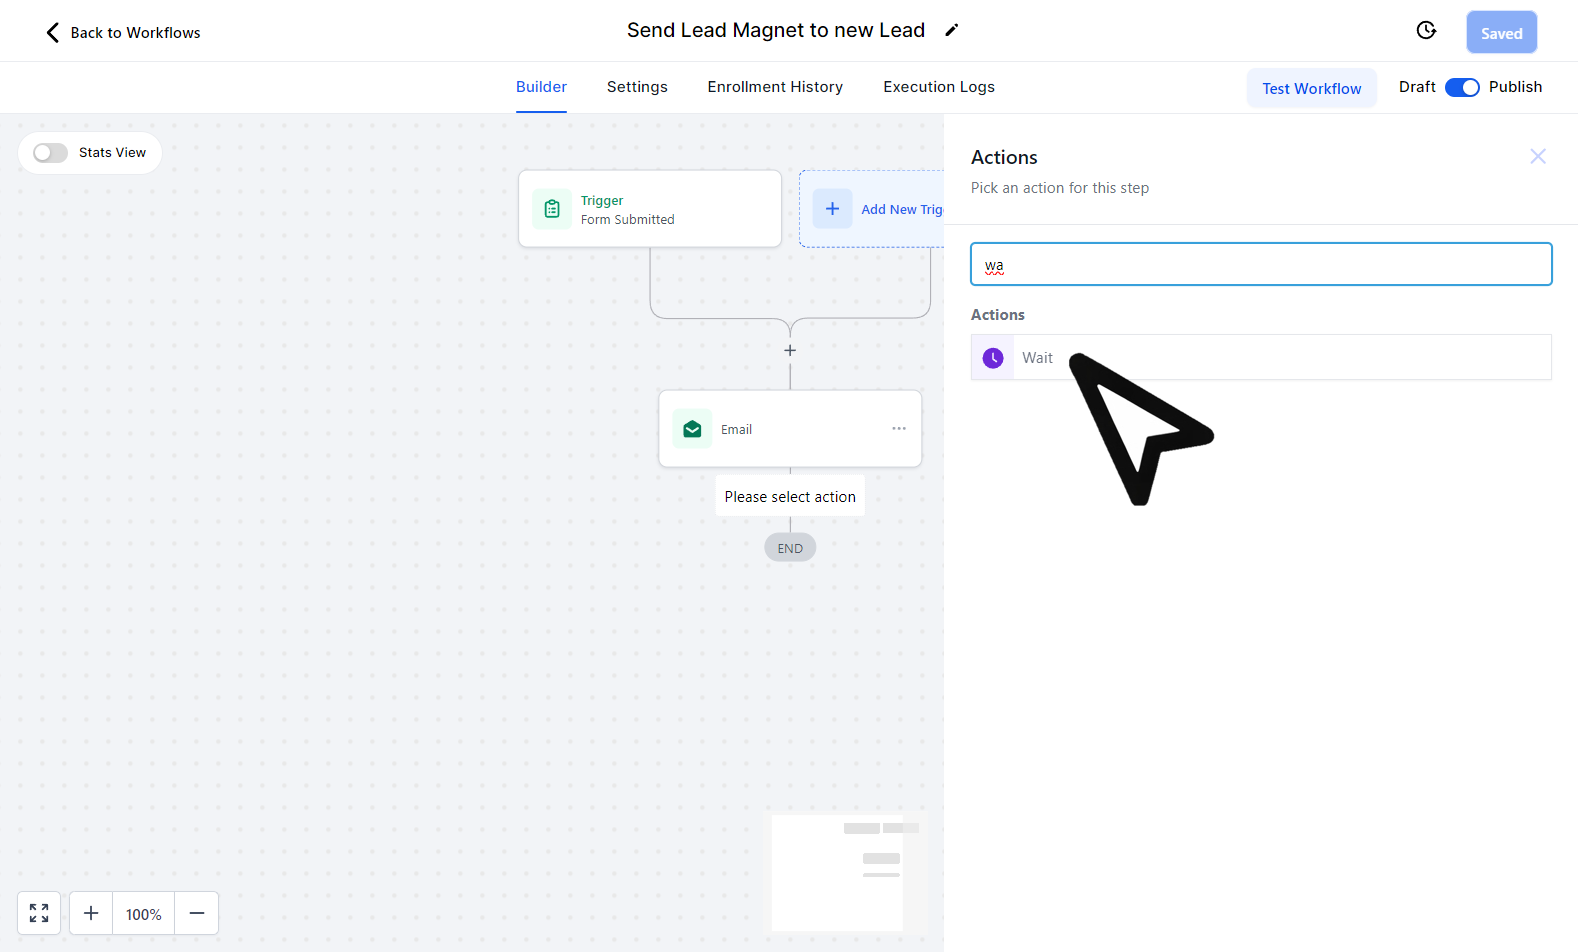 Back to Workflows
Send Lead Magnet to new Lead
Saved
Builder
Settings
Enrollment History
Execution Logs
Test Workflow
Draft
Publish
Stats View
Trigger
Form Submitted
Add New Trig
Email
Please select action
END
100%
Actions
Pick an action for this step
wa
Actions
Wait